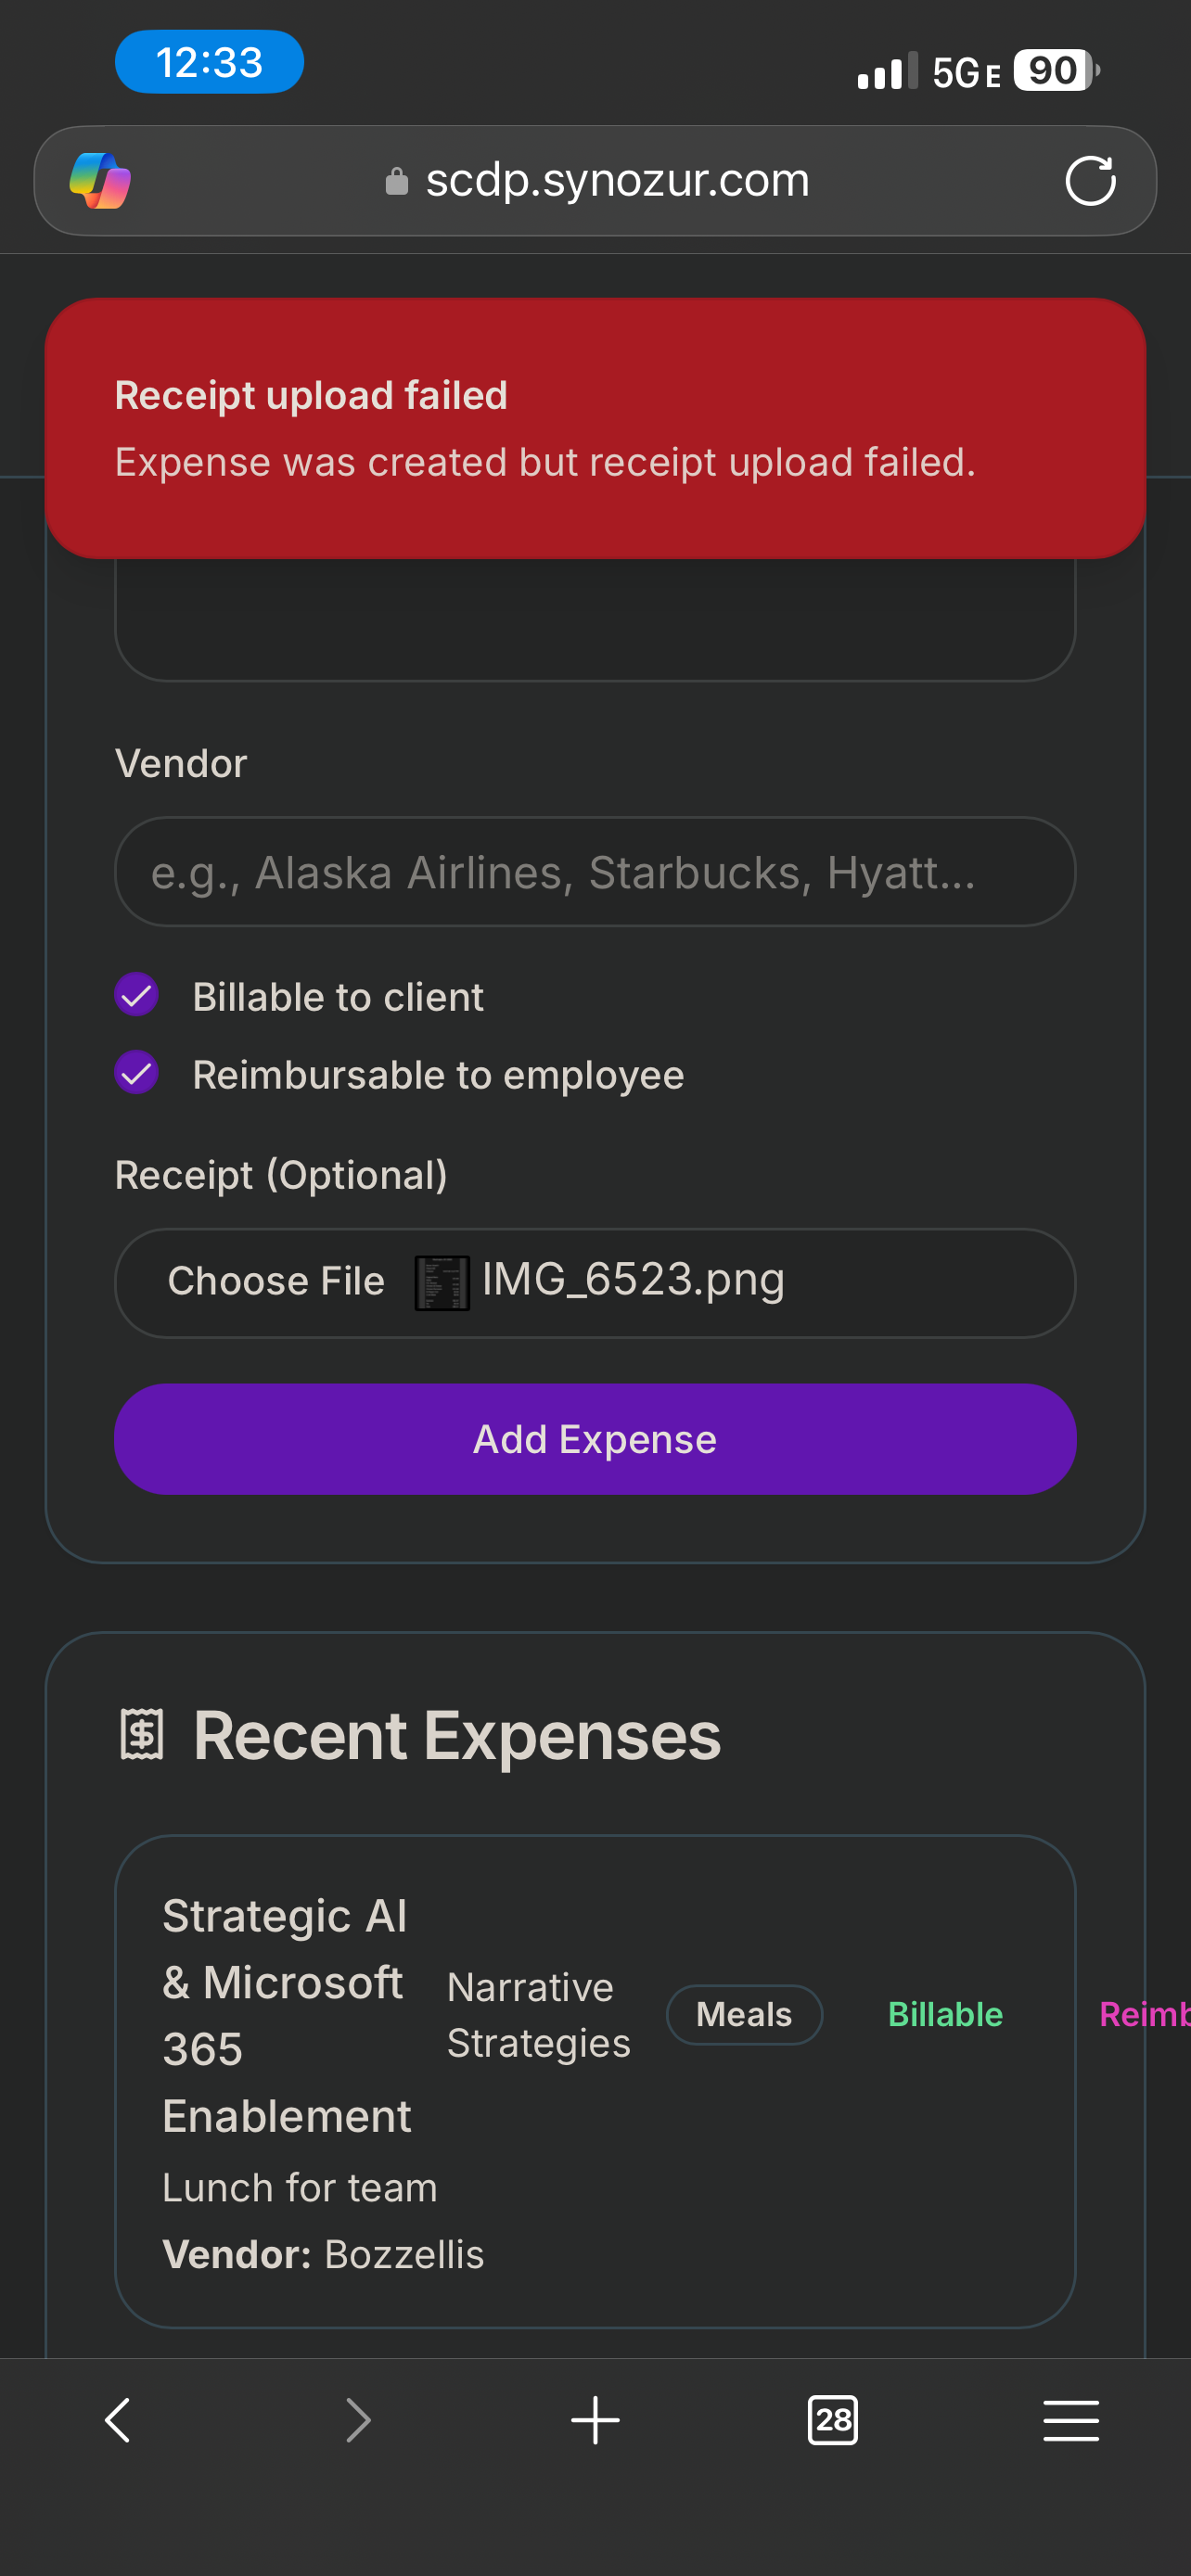 12:33
5G E 90
scdp.synozur.com
Receipt upload failed
Expense was created but receipt upload failed.
Vendor
e.g., Alaska Airlines, Starbucks, Hyatt...
Billable to client
Reimbursable to employee
Receipt (Optional)
Choose File IMG_6523.png
Add Expense
Recent Expenses
Strategic AI
& Microsoft
365
Enablement
Narrative
Strategies
Meals
Billable
Reimb
Lunch for team
Vendor: Bozzellis
28